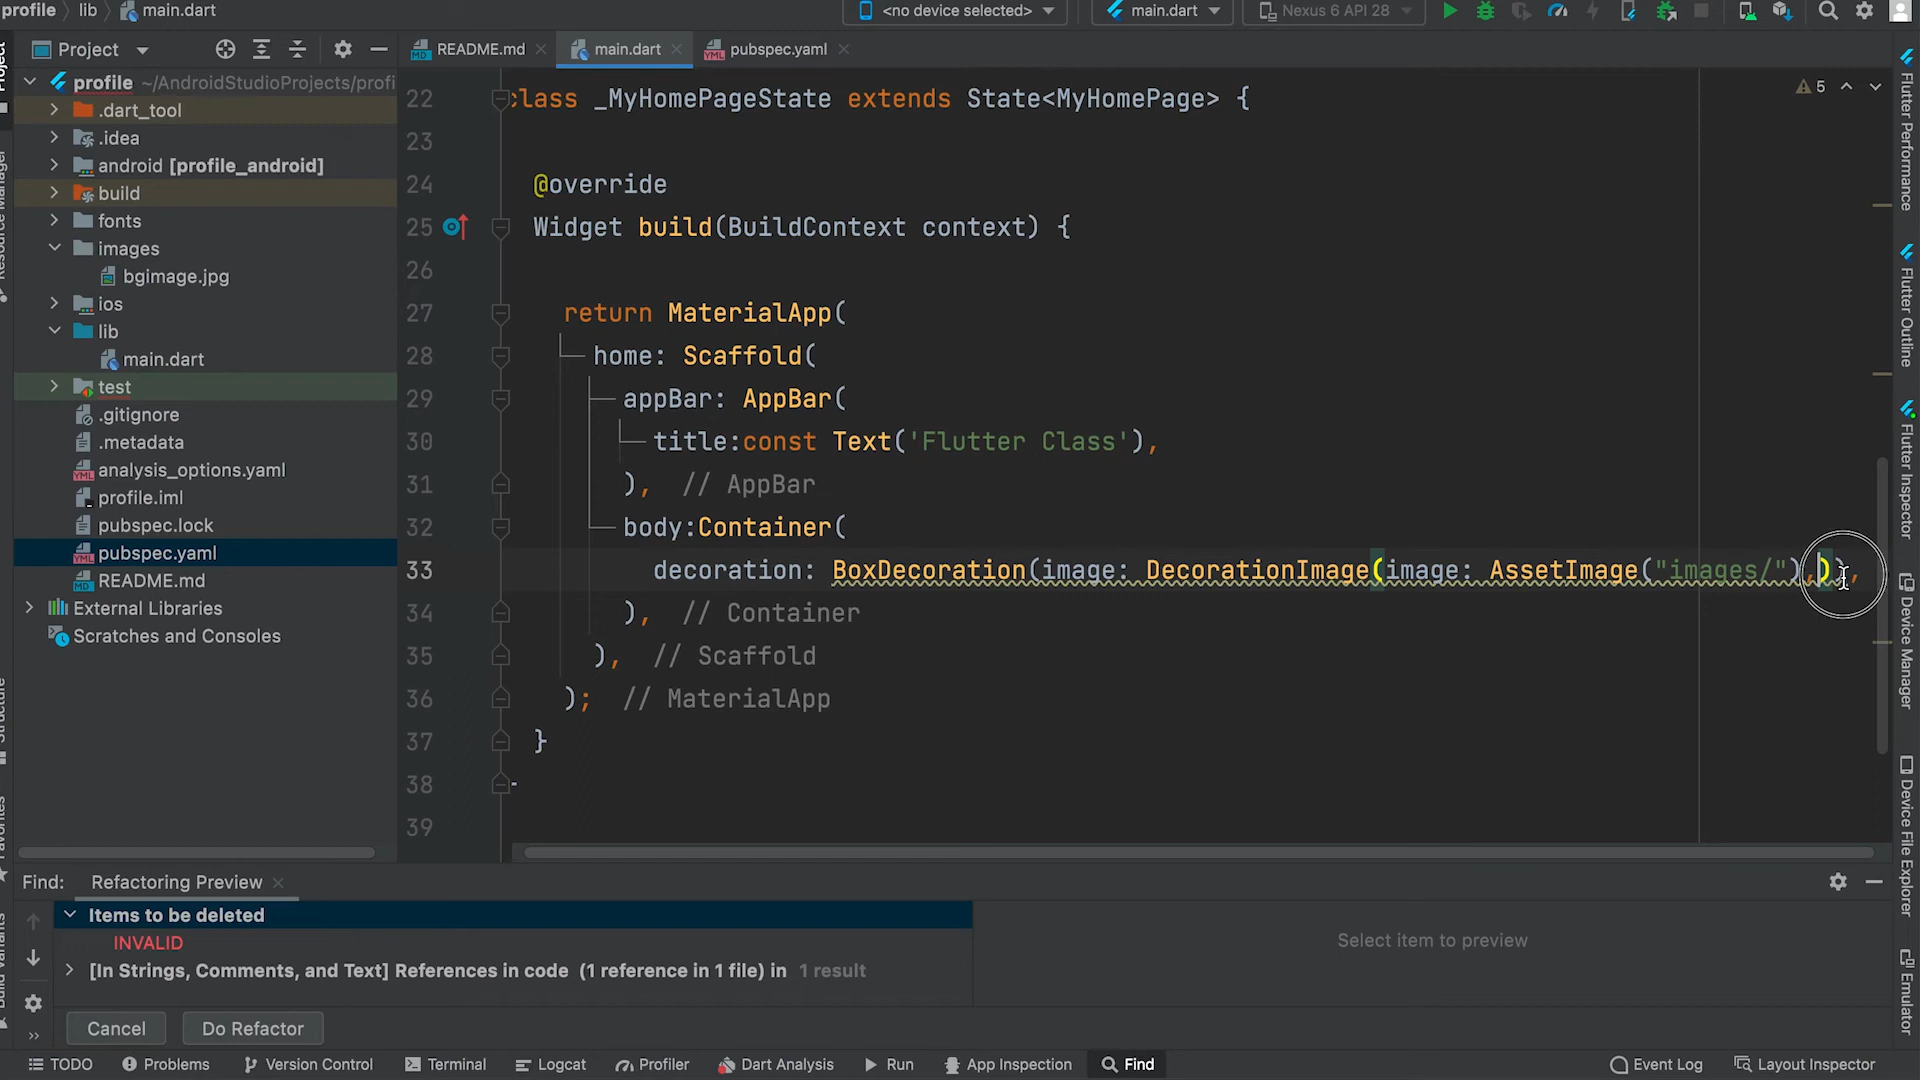 profile
lib
main.dart
<no device selected>
main.dart
Nexus 6 API 28
Project
README.md
main.dart
pubspec.yaml
profile ~/AndroidStudioProjects/profi
.dart_tool
.idea
android [profile_android]
build
fonts
images
bgimage.jpg
ios
lib
main.dart
test
.gitignore
.metadata
analysis_options.yaml
profile.iml
pubspec.lock
pubspec.yaml
README.md
External Libraries
Scratches and Consoles
5
22 class _MyHomePageState extends State<MyHomePage> {
23
24 @override
25 Widget build(BuildContext context) {
26
27 return MaterialApp(
28 home: Scaffold(
29 appBar: AppBar(
30 title:const Text('Flutter Class'),
31 ), // AppBar
32 body:Container(
33 decoration: BoxDecoration(image: DecorationImage(image: AssetImage("images/"),)),
34 ), // Container
35 ), // Scaffold
36 ); // MaterialApp
37 }
38
39
Project
Resource Manager
Structure
Favorites
Build Variants
Flutter Performance
Flutter Outline
Flutter Inspector
Device Manager
Device File Explorer
Emulator
Find:
Refactoring Preview
Items to be deleted
INVALID
[In Strings, Comments, and Text] References in code (1 reference in 1 file) in 1 result
Select item to preview
Cancel
Do Refactor
TODO
Problems
Version Control
Terminal
Logcat
Profiler
Dart Analysis
Run
App Inspection
Find
Event Log
Layout Inspector